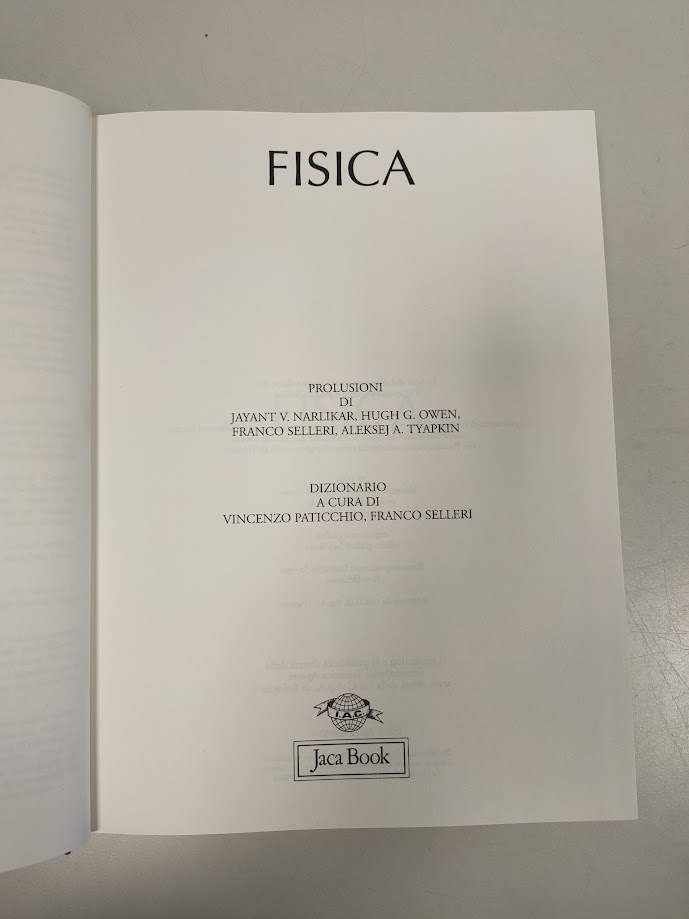 FISICA
PROLUSIONI
DI
JAYANT V. NARLIKAR, HUGH G. OWEN,
FRANCO SELLERI, ALEKSEJ A. TYAPKIN
DIZIONARIO
A CURA DI
VINCENZO PATICCHIO, FRANCO SELLERI
I.A.C.
Jaca Book